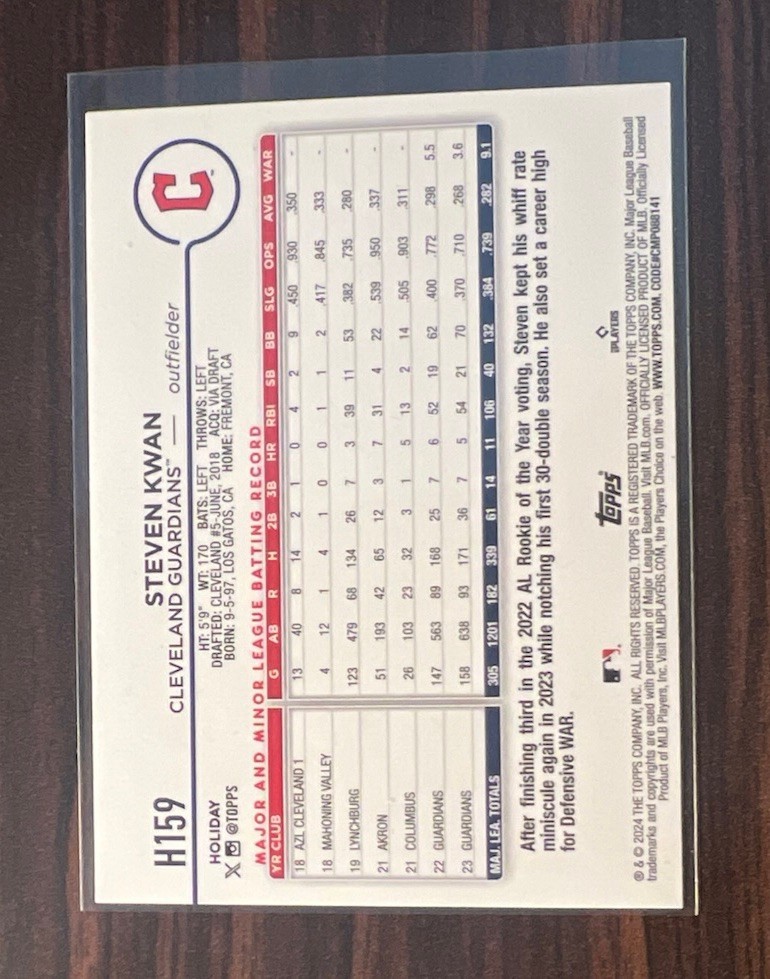 H159
STEVEN KWAN
CLEVELAND GUARDIANS™ — outfielder
C
HOLIDAY
X @TOPPS
HT: 5'9" WT: 170 BATS: LEFT THROWS: LEFT
DRAFTED: CLEVELAND #5-JUNE, 2018 ACQ: VIA DRAFT
BORN: 9-5-97, LOS GATOS, CA HOME: FREMONT, CA
MAJOR AND MINOR LEAGUE BATTING RECORD
YR CLUB G AB R H 2B 3B HR RBI SB BB SLG OPS AVG WAR
18 AZL CLEVELAND 1 13 40 8 14 2 1 0 4 2 9 .450 .930 .350 -
18 MAHONING VALLEY 4 12 1 4 1 0 0 1 1 2 .417 .845 .333 -
19 LYNCHBURG 123 479 68 134 26 7 3 39 11 53 .382 .735 .280 -
21 AKRON 51 193 42 65 12 3 7 31 4 22 .539 .950 .337 -
21 COLUMBUS 26 103 23 32 3 1 5 13 2 14 .505 .903 .311 -
22 GUARDIANS 147 563 89 168 25 7 6 52 19 62 .400 .772 .298 5.5
23 GUARDIANS 158 638 93 171 36 7 5 54 21 70 .370 .710 .268 3.6
MAJ. LEA. TOTALS 305 1201 182 339 61 14 11 106 40 132 .384 .739 .282 9.1
After finishing third in the 2022 AL Rookie of the Year voting, Steven kept his whiff rate
miniscule again in 2023 while notching his first 30-double season. He also set a career high
for Defensive WAR.
topps
PLAYERS
® & © 2024 THE TOPPS COMPANY, INC. ALL RIGHTS RESERVED. TOPPS IS A REGISTERED TRADEMARK OF THE TOPPS COMPANY, INC. Major League Baseball
trademarks and copyrights are used with permission of Major League Baseball. Visit MLB.com. OFFICIALLY LICENSED PRODUCT OF MLB. Officially Licensed
Product of MLB Players, Inc. Visit MLBPLAYERS.COM, the Players Choice on the web. WWW.TOPPS.COM. CODE#CMP088141